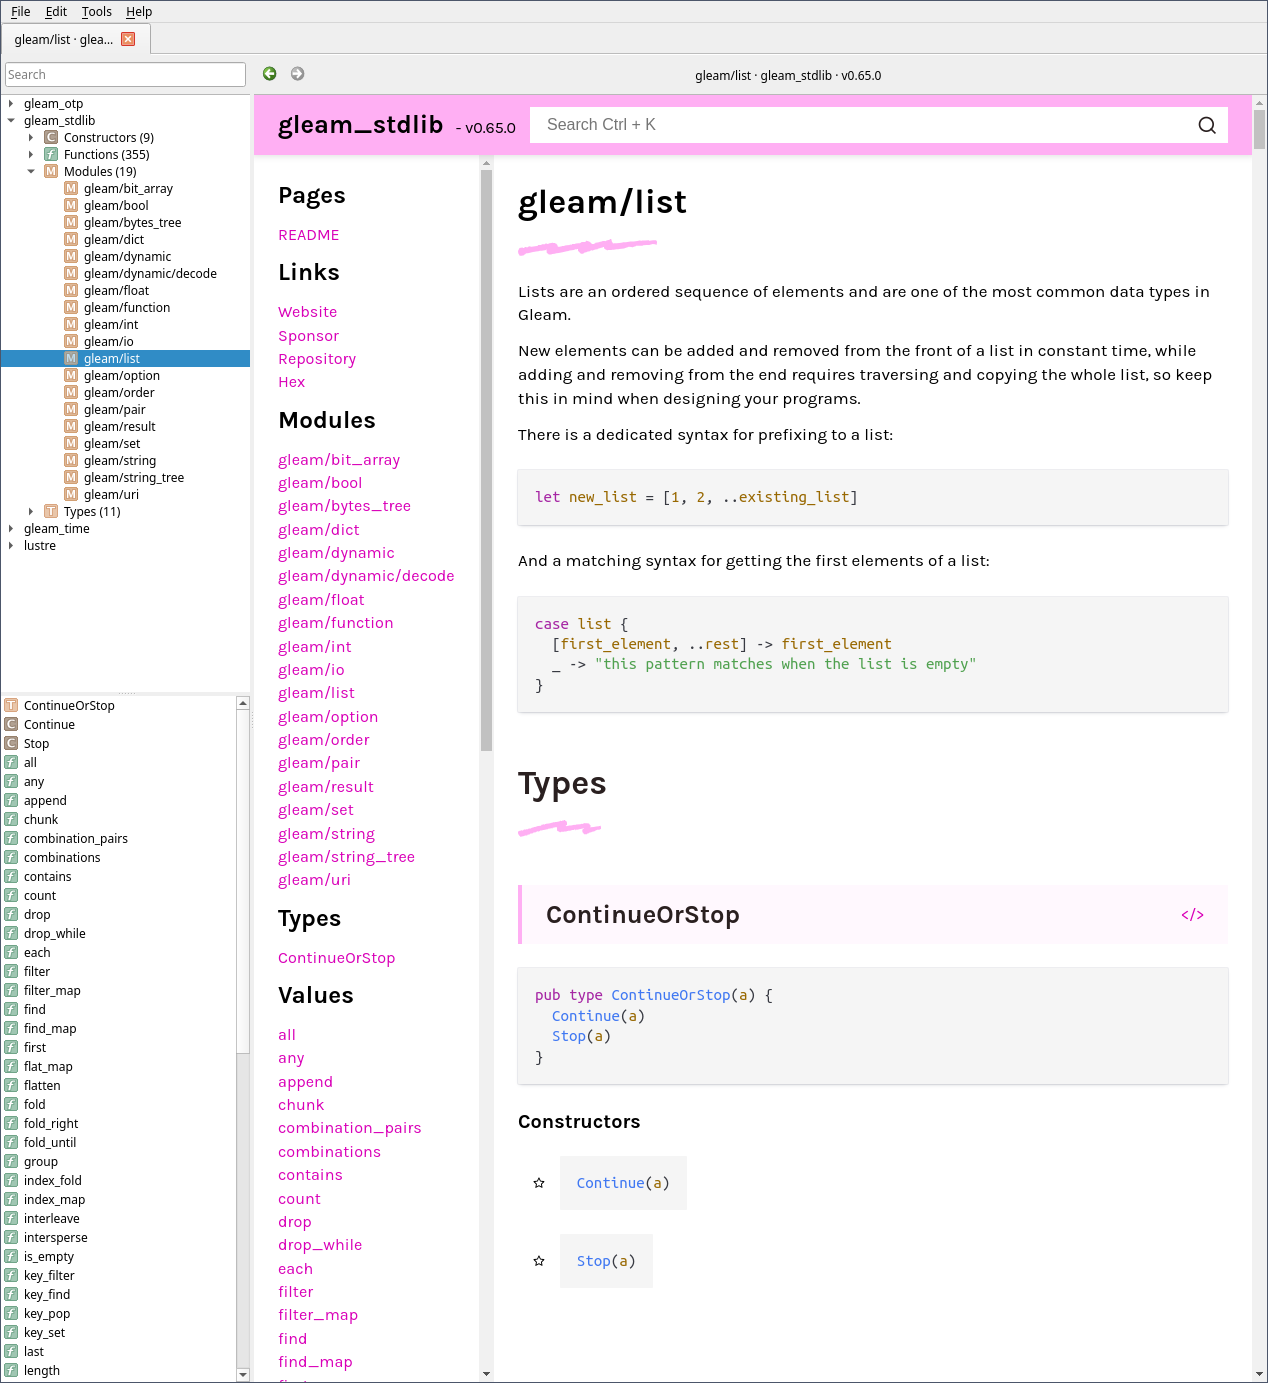 File Edit Tools Help
gleam/list · glea...
Search
gleam/list · gleam_stdlib · v0.65.0
gleam_otp
gleam_stdlib
C Constructors (9)
f Functions (355)
M Modules (19)
M gleam/bit_array
M gleam/bool
M gleam/bytes_tree
M gleam/dict
M gleam/dynamic
M gleam/dynamic/decode
M gleam/float
M gleam/function
M gleam/int
M gleam/io
M gleam/list
M gleam/option
M gleam/order
M gleam/pair
M gleam/result
M gleam/set
M gleam/string
M gleam/string_tree
M gleam/uri
T Types (11)
gleam_time
lustre
T ContinueOrStop
C Continue
C Stop
f all
f any
f append
f chunk
f combination_pairs
f combinations
f contains
f count
f drop
f drop_while
f each
f filter
f filter_map
f find
f find_map
f first
f flat_map
f flatten
f fold
f fold_right
f fold_until
f group
f index_fold
f index_map
f interleave
f intersperse
f is_empty
f key_filter
f key_find
f key_pop
f key_set
f last
f length
gleam_stdlib - v0.65.0
Search Ctrl + K
Pages
README
Links
Website
Sponsor
Repository
Hex
Modules
gleam/bit_array
gleam/bool
gleam/bytes_tree
gleam/dict
gleam/dynamic
gleam/dynamic/decode
gleam/float
gleam/function
gleam/int
gleam/io
gleam/list
gleam/option
gleam/order
gleam/pair
gleam/result
gleam/set
gleam/string
gleam/string_tree
gleam/uri
Types
ContinueOrStop
Values
all
any
append
chunk
combination_pairs
combinations
contains
count
drop
drop_while
each
filter
filter_map
find
find_map
gleam/list
Lists are an ordered sequence of elements and are one of the most common data types in
Gleam.
New elements can be added and removed from the front of a list in constant time, while
adding and removing from the end requires traversing and copying the whole list, so keep
this in mind when designing your programs.
There is a dedicated syntax for prefixing to a list:
let new_list = [1, 2, ..existing_list]
And a matching syntax for getting the first elements of a list:
case list {
  [first_element, ..rest] -> first_element
  _ -> "this pattern matches when the list is empty"
}
Types
ContinueOrStop </>
pub type ContinueOrStop(a) {
  Continue(a)
  Stop(a)
}
Constructors
Continue(a)
Stop(a)